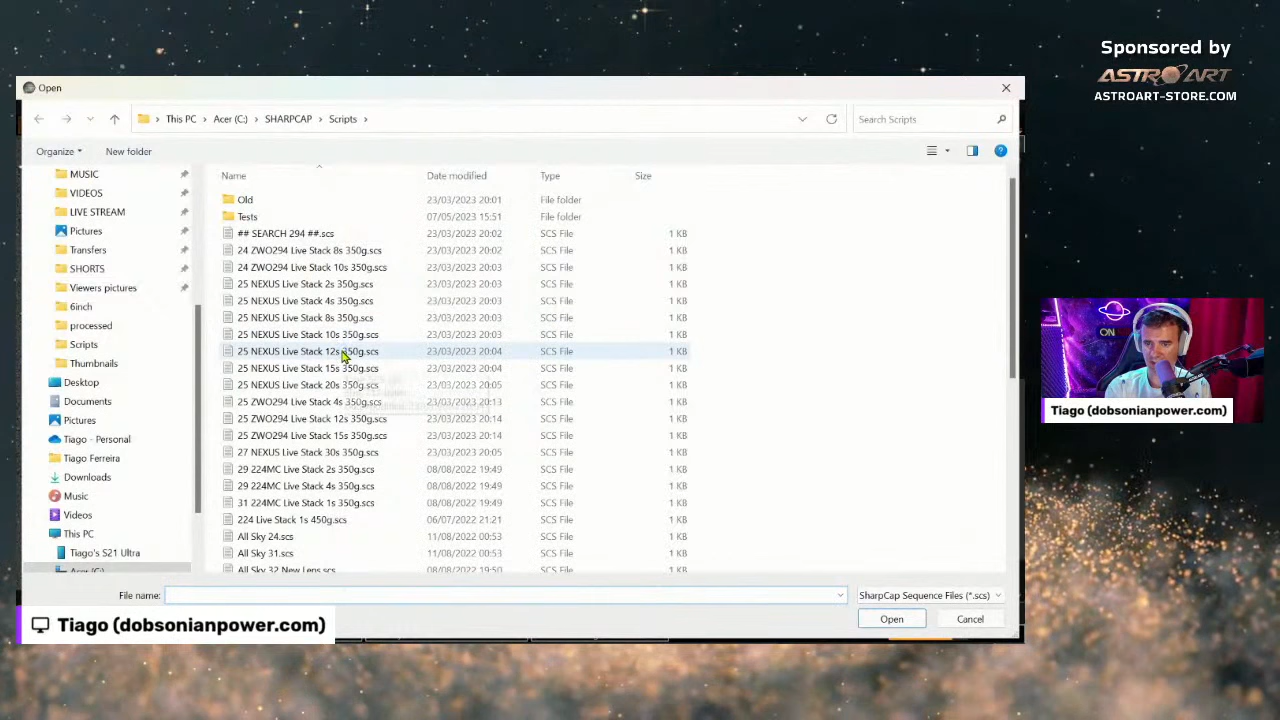 Sponsored by
ASTROART
ASTROART-STORE.COM
Open
This PC > Acer (C:) > SHARPCAP > Scripts >
Search Scripts
Organize
New folder
Name Date modified Type Size
MUSIC
VIDEOS
LIVE STREAM
Pictures
Transfers
SHORTS
Viewers pictures
6inch
processed
Scripts
Thumbnails
Desktop
Documents
Pictures
Tiago - Personal
Tiago Ferreira
Downloads
Music
Videos
This PC
Tiago's S21 Ultra
Acer (C:)
Old 23/03/2023 20:01 File folder
Tests 07/05/2023 15:51 File folder
## SEARCH 294 ##.scs 23/03/2023 20:02 SCS File 1 KB
24 ZWO294 Live Stack 8s 350g.scs 23/03/2023 20:02 SCS File 1 KB
24 ZWO294 Live Stack 10s 350g.scs 23/03/2023 20:03 SCS File 1 KB
25 NEXUS Live Stack 2s 350g.scs 23/03/2023 20:03 SCS File 1 KB
25 NEXUS Live Stack 4s 350g.scs 23/03/2023 20:03 SCS File 1 KB
25 NEXUS Live Stack 8s 350g.scs 23/03/2023 20:03 SCS File 1 KB
25 NEXUS Live Stack 10s 350g.scs 23/03/2023 20:03 SCS File 1 KB
25 NEXUS Live Stack 12s 350g.scs 23/03/2023 20:04 SCS File 1 KB
25 NEXUS Live Stack 15s 350g.scs 23/03/2023 20:04 SCS File 1 KB
25 NEXUS Live Stack 20s 350g.scs 23/03/2023 20:05 SCS File 1 KB
25 ZWO294 Live Stack 4s 350g.scs 23/03/2023 20:13 SCS File 1 KB
25 ZWO294 Live Stack 12s 350g.scs 23/03/2023 20:14 SCS File 1 KB
25 ZWO294 Live Stack 15s 350g.scs 23/03/2023 20:14 SCS File 1 KB
27 NEXUS Live Stack 30s 350g.scs 23/03/2023 20:05 SCS File 1 KB
29 224MC Live Stack 2s 350g.scs 08/08/2022 19:49 SCS File 1 KB
29 224MC Live Stack 4s 350g.scs 08/08/2022 19:49 SCS File 1 KB
31 224MC Live Stack 1s 350g.scs 08/08/2022 19:49 SCS File 1 KB
224 Live Stack 1s 450g.scs 06/07/2022 21:21 SCS File 1 KB
All Sky 24.scs 11/08/2022 00:53 SCS File 1 KB
All Sky 31.scs 11/08/2022 00:53 SCS File 1 KB
All Sky 32 New Lens.scs 08/08/2022 19:50 SCS File 1 KB
File name:
SharpCap Sequence Files (*.scs)
Open
Cancel
ON
Tiago (dobsonianpower.com)
Tiago (dobsonianpower.com)